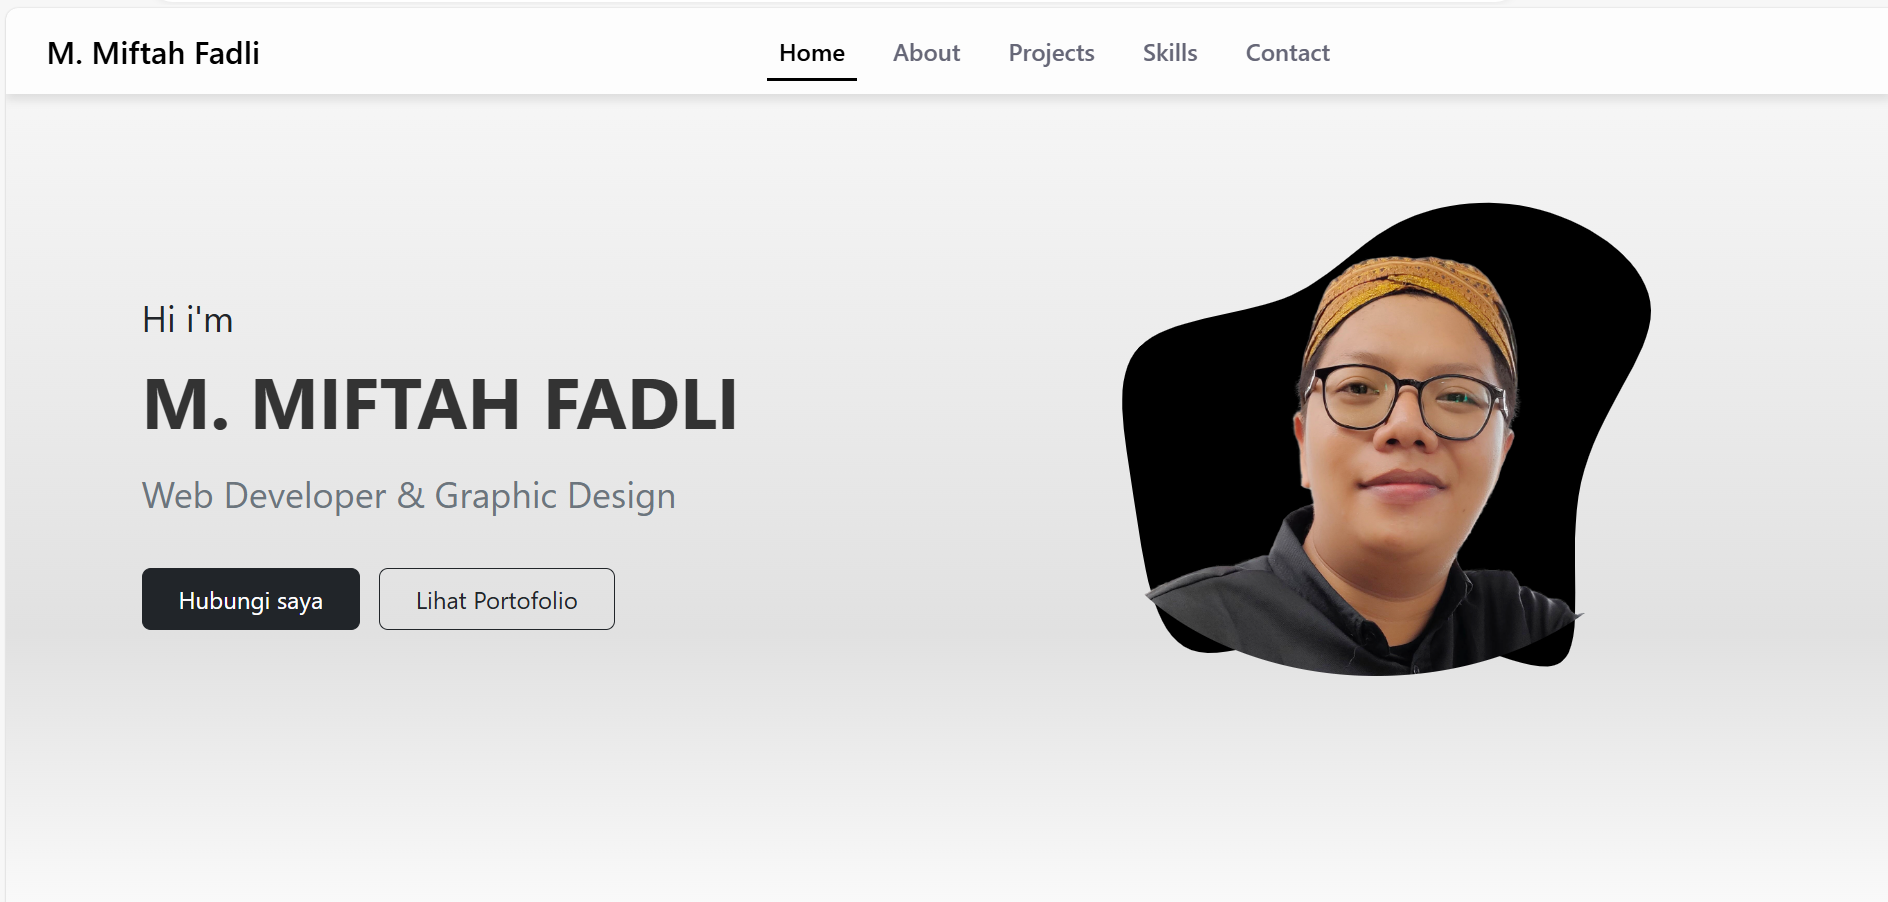 M. Miftah Fadli
Home About Projects Skills Contact
Hi i'm
M. MIFTAH FADLI
Web Developer & Graphic Design
Hubungi saya Lihat Portofolio